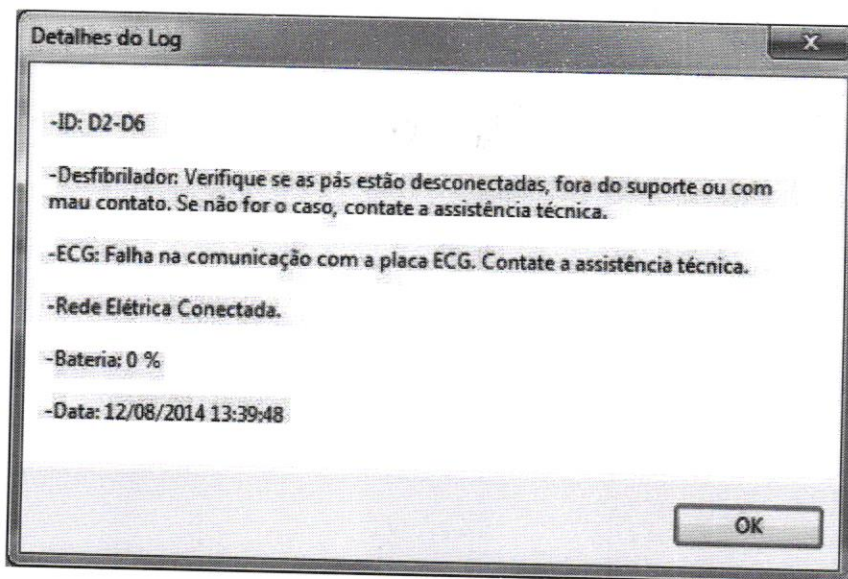 Detalhes do Log
X
-ID: D2-D6
-Desfibrilador: Verifique se as pás estão desconectadas, fora do suporte ou com
mau contato. Se não for o caso, contate a assistência técnica.
-ECG: Falha na comunicação com a placa ECG. Contate a assistência técnica.
-Rede Elétrica Conectada.
-Bateria: 0 %
-Data: 12/08/2014 13:39:48
OK